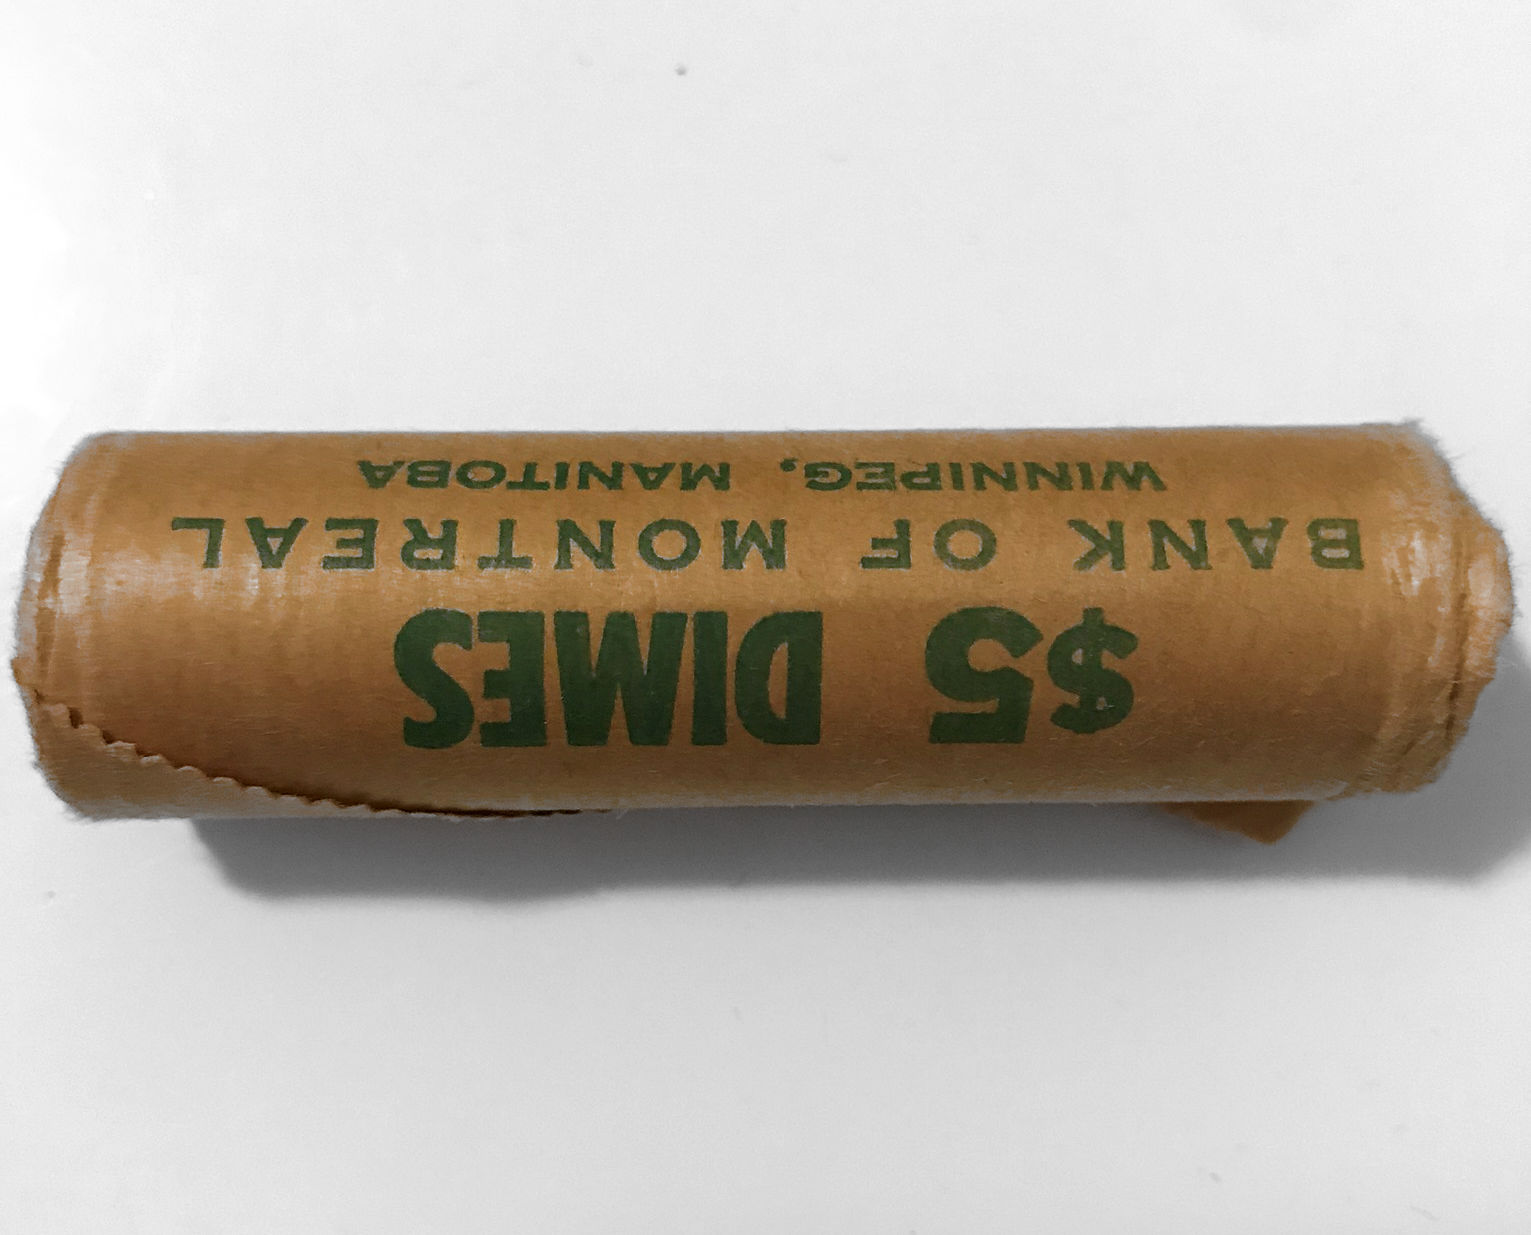 $5 DIMES
BANK OF MONTREAL
WINNIPEG, MANITOBA